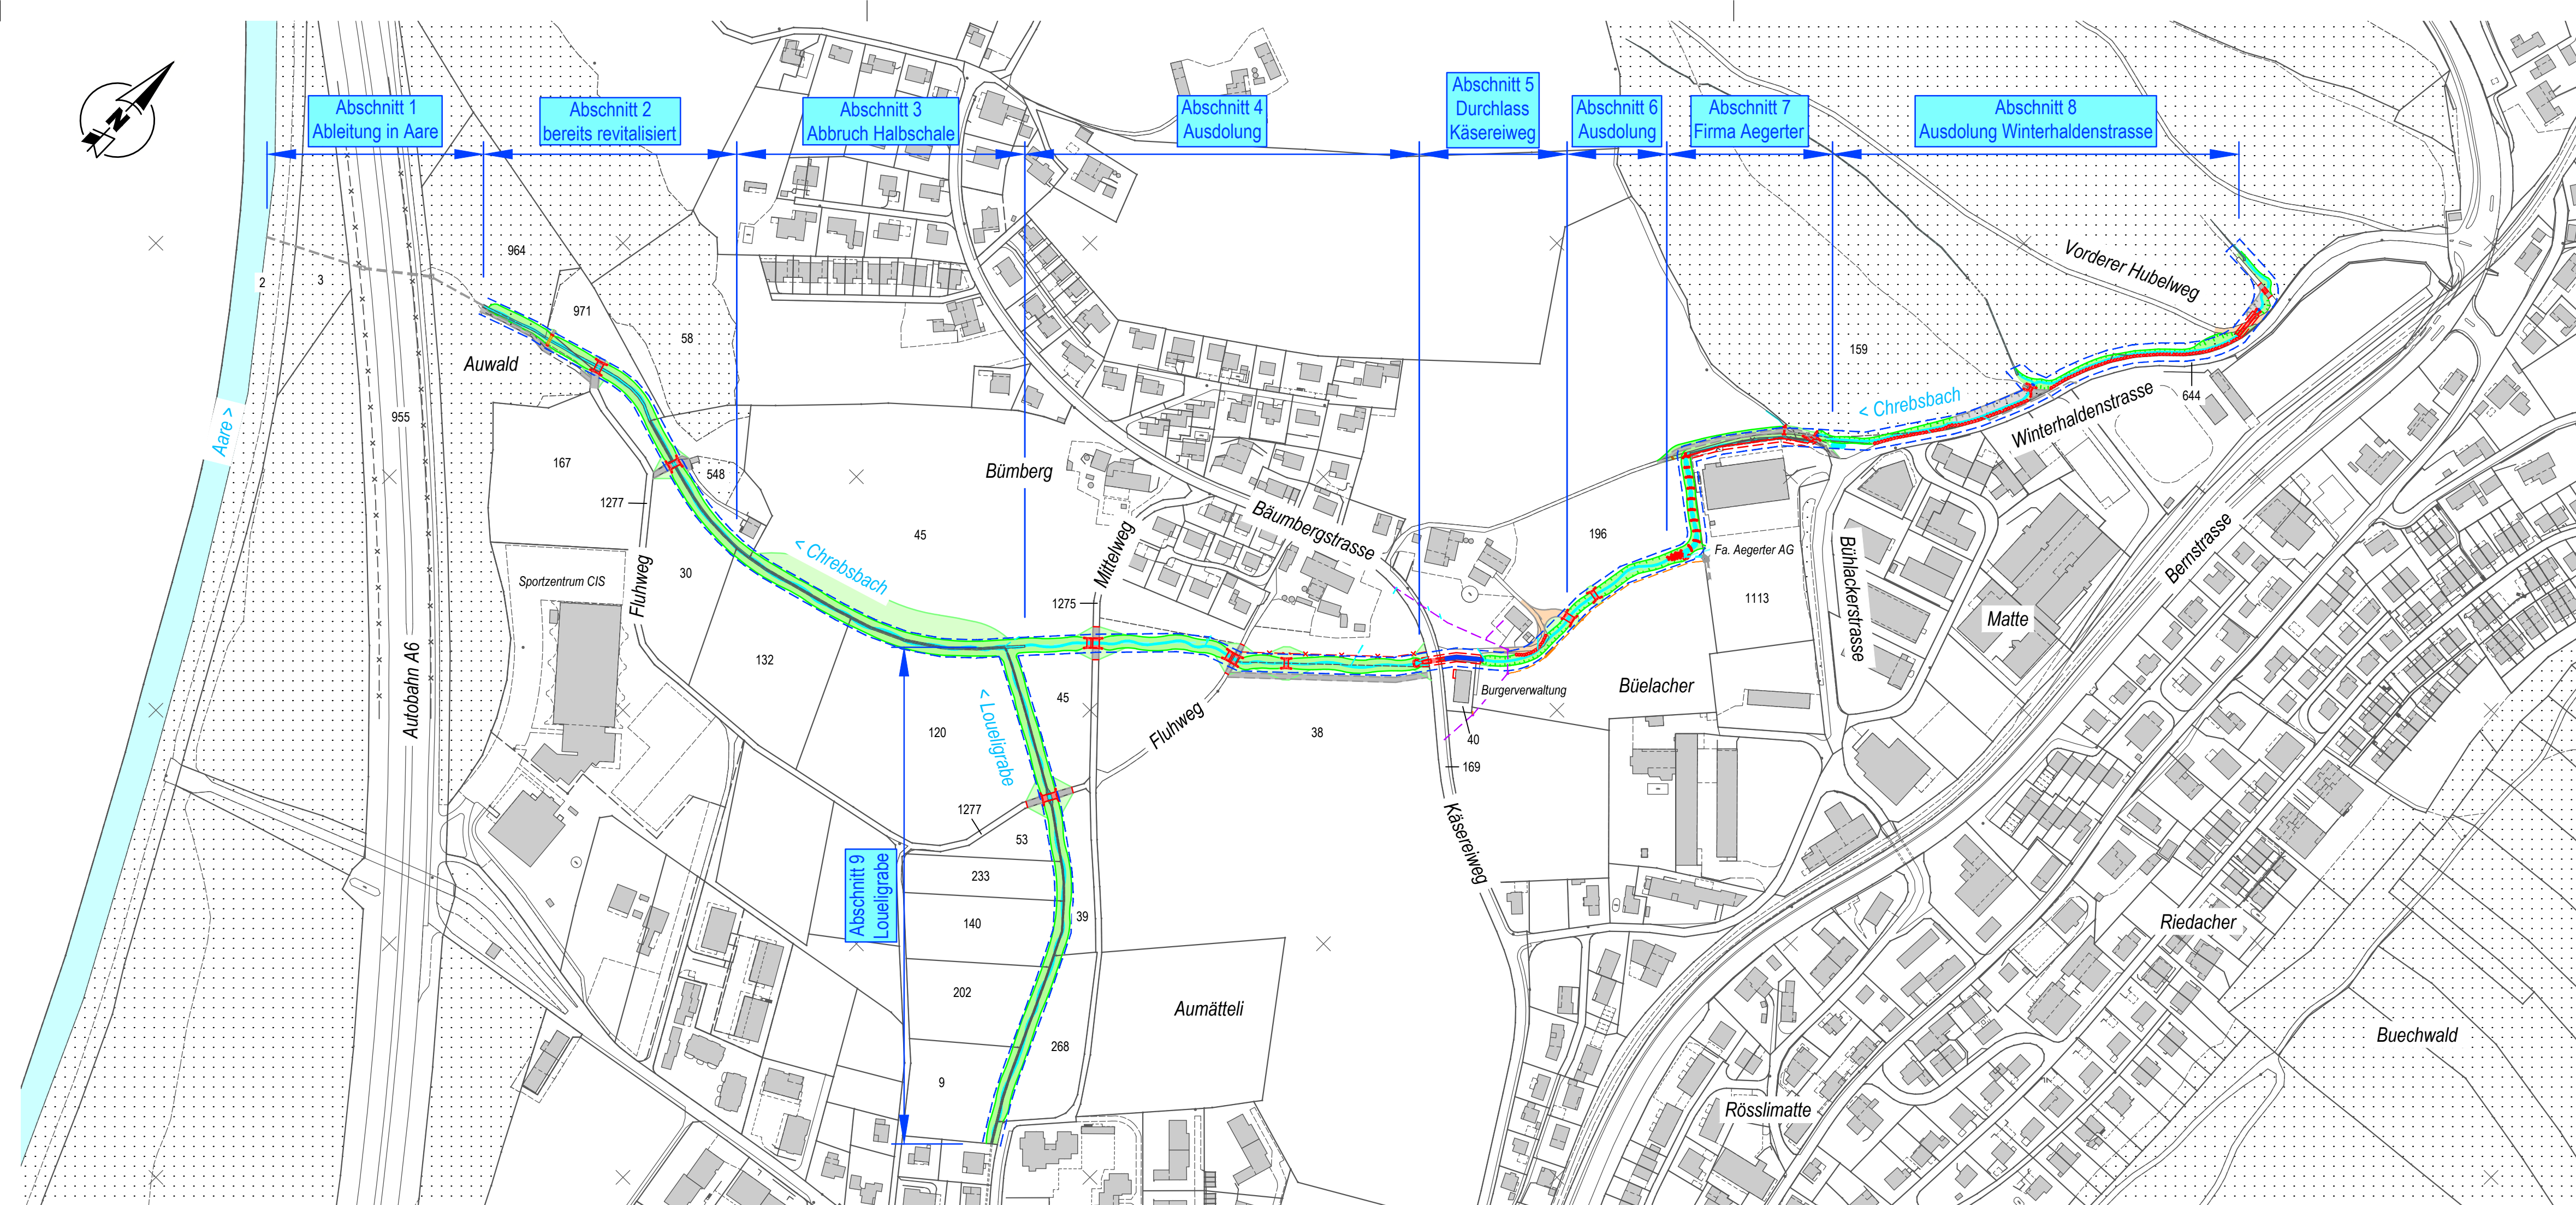 N
Abschnitt 1
Ableitung in Aare
Abschnitt 2
bereits revitalisiert
Abschnitt 3
Abbruch Halbschale
Abschnitt 4
Ausdolung
Abschnitt 5
Durchlass
Käsereiweg
Abschnitt 6
Ausdolung
Abschnitt 7
Firma Aegerter
Abschnitt 8
Ausdolung Winterhaldenstrasse
964
2
3
971
58
Vorderer Hubelweg
159
Auwald
644
955
Aare >
< Chrebsbach
Winterhaldenstrasse
167
548
Bümberg
1277
45
Bäumbergstrasse
196
Bernstrasse
Mittelweg
Fa. Aegerter AG
Bühlackerstrasse
< Chrebsbach
Sportzentrum CIS
30
Fluhweg
1275
1113
Matte
132
Autobahn A6
Burgerverwaltung
Büelacher
45
< Loueligrabe
Fluhweg
120
38
40
169
1277
53
Käsereiweg
Abschnitt 9
Loueligrabe
233
140
39
Riedacher
202
Aumätteli
268
Buechwald
9
Rösslimatte